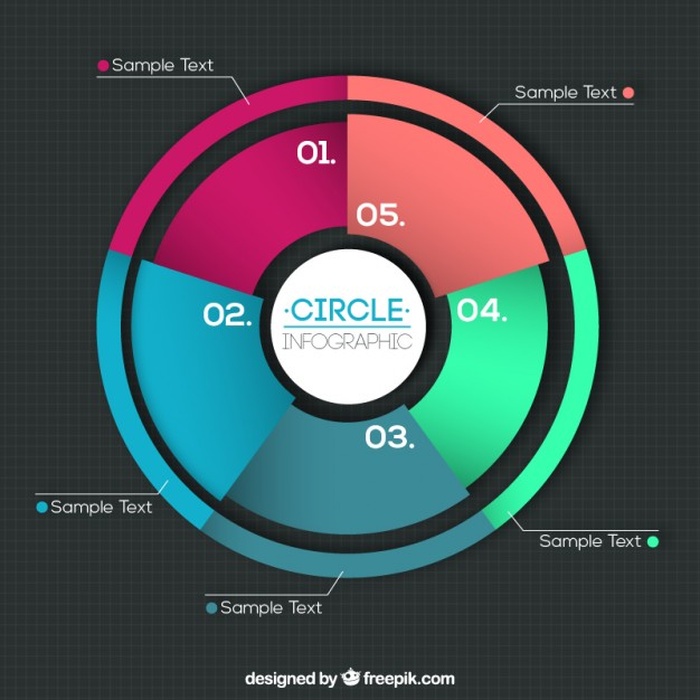 Sample Text
Sample Text
01.
05.
02.
04.
·CIRCLE·
INFOGRAPHIC
03.
Sample Text
Sample Text
Sample Text
designed by freepik.com